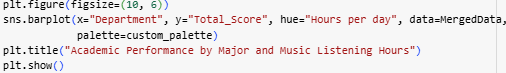 plt.figure(figsize=(10, 6))
sns.barplot(x="Department", y="Total_Score", hue="Hours per day", data=MergedData,
palette=custom_palette)
plt.title("Academic Performance by Major and Music Listening Hours")
plt.show()